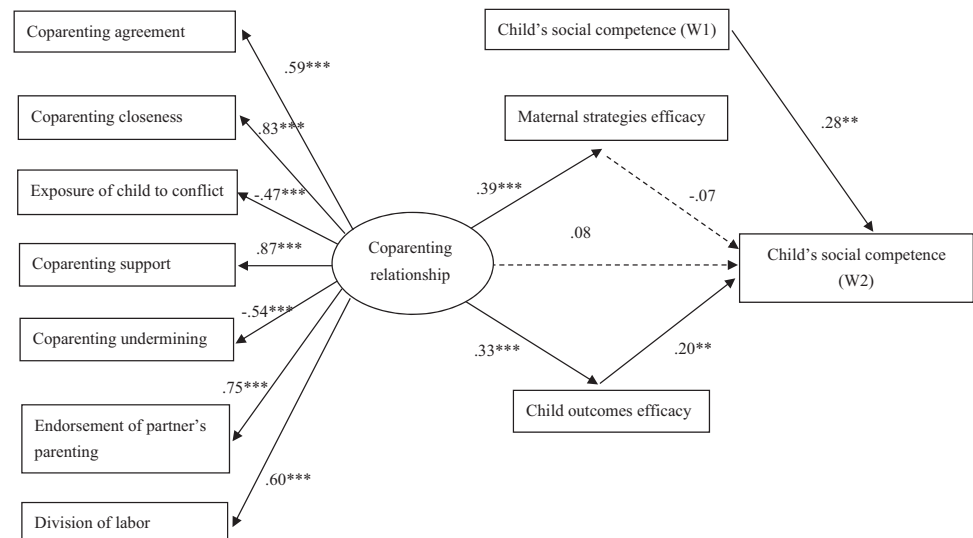 Coparenting agreement
.59***
Coparenting closeness
.83***
Exposure of child to conflict
-.47***
Coparenting support
.87***
Coparenting undermining
-.54***
Endorsement of partner's
parenting
.75***
Division of labor
.60***
Coparenting
relationship
Child's social competence (W1)
.28**
Maternal strategies efficacy
.39***
-.07
.08
Child's social competence
(W2)
.33***
.20**
Child outcomes efficacy